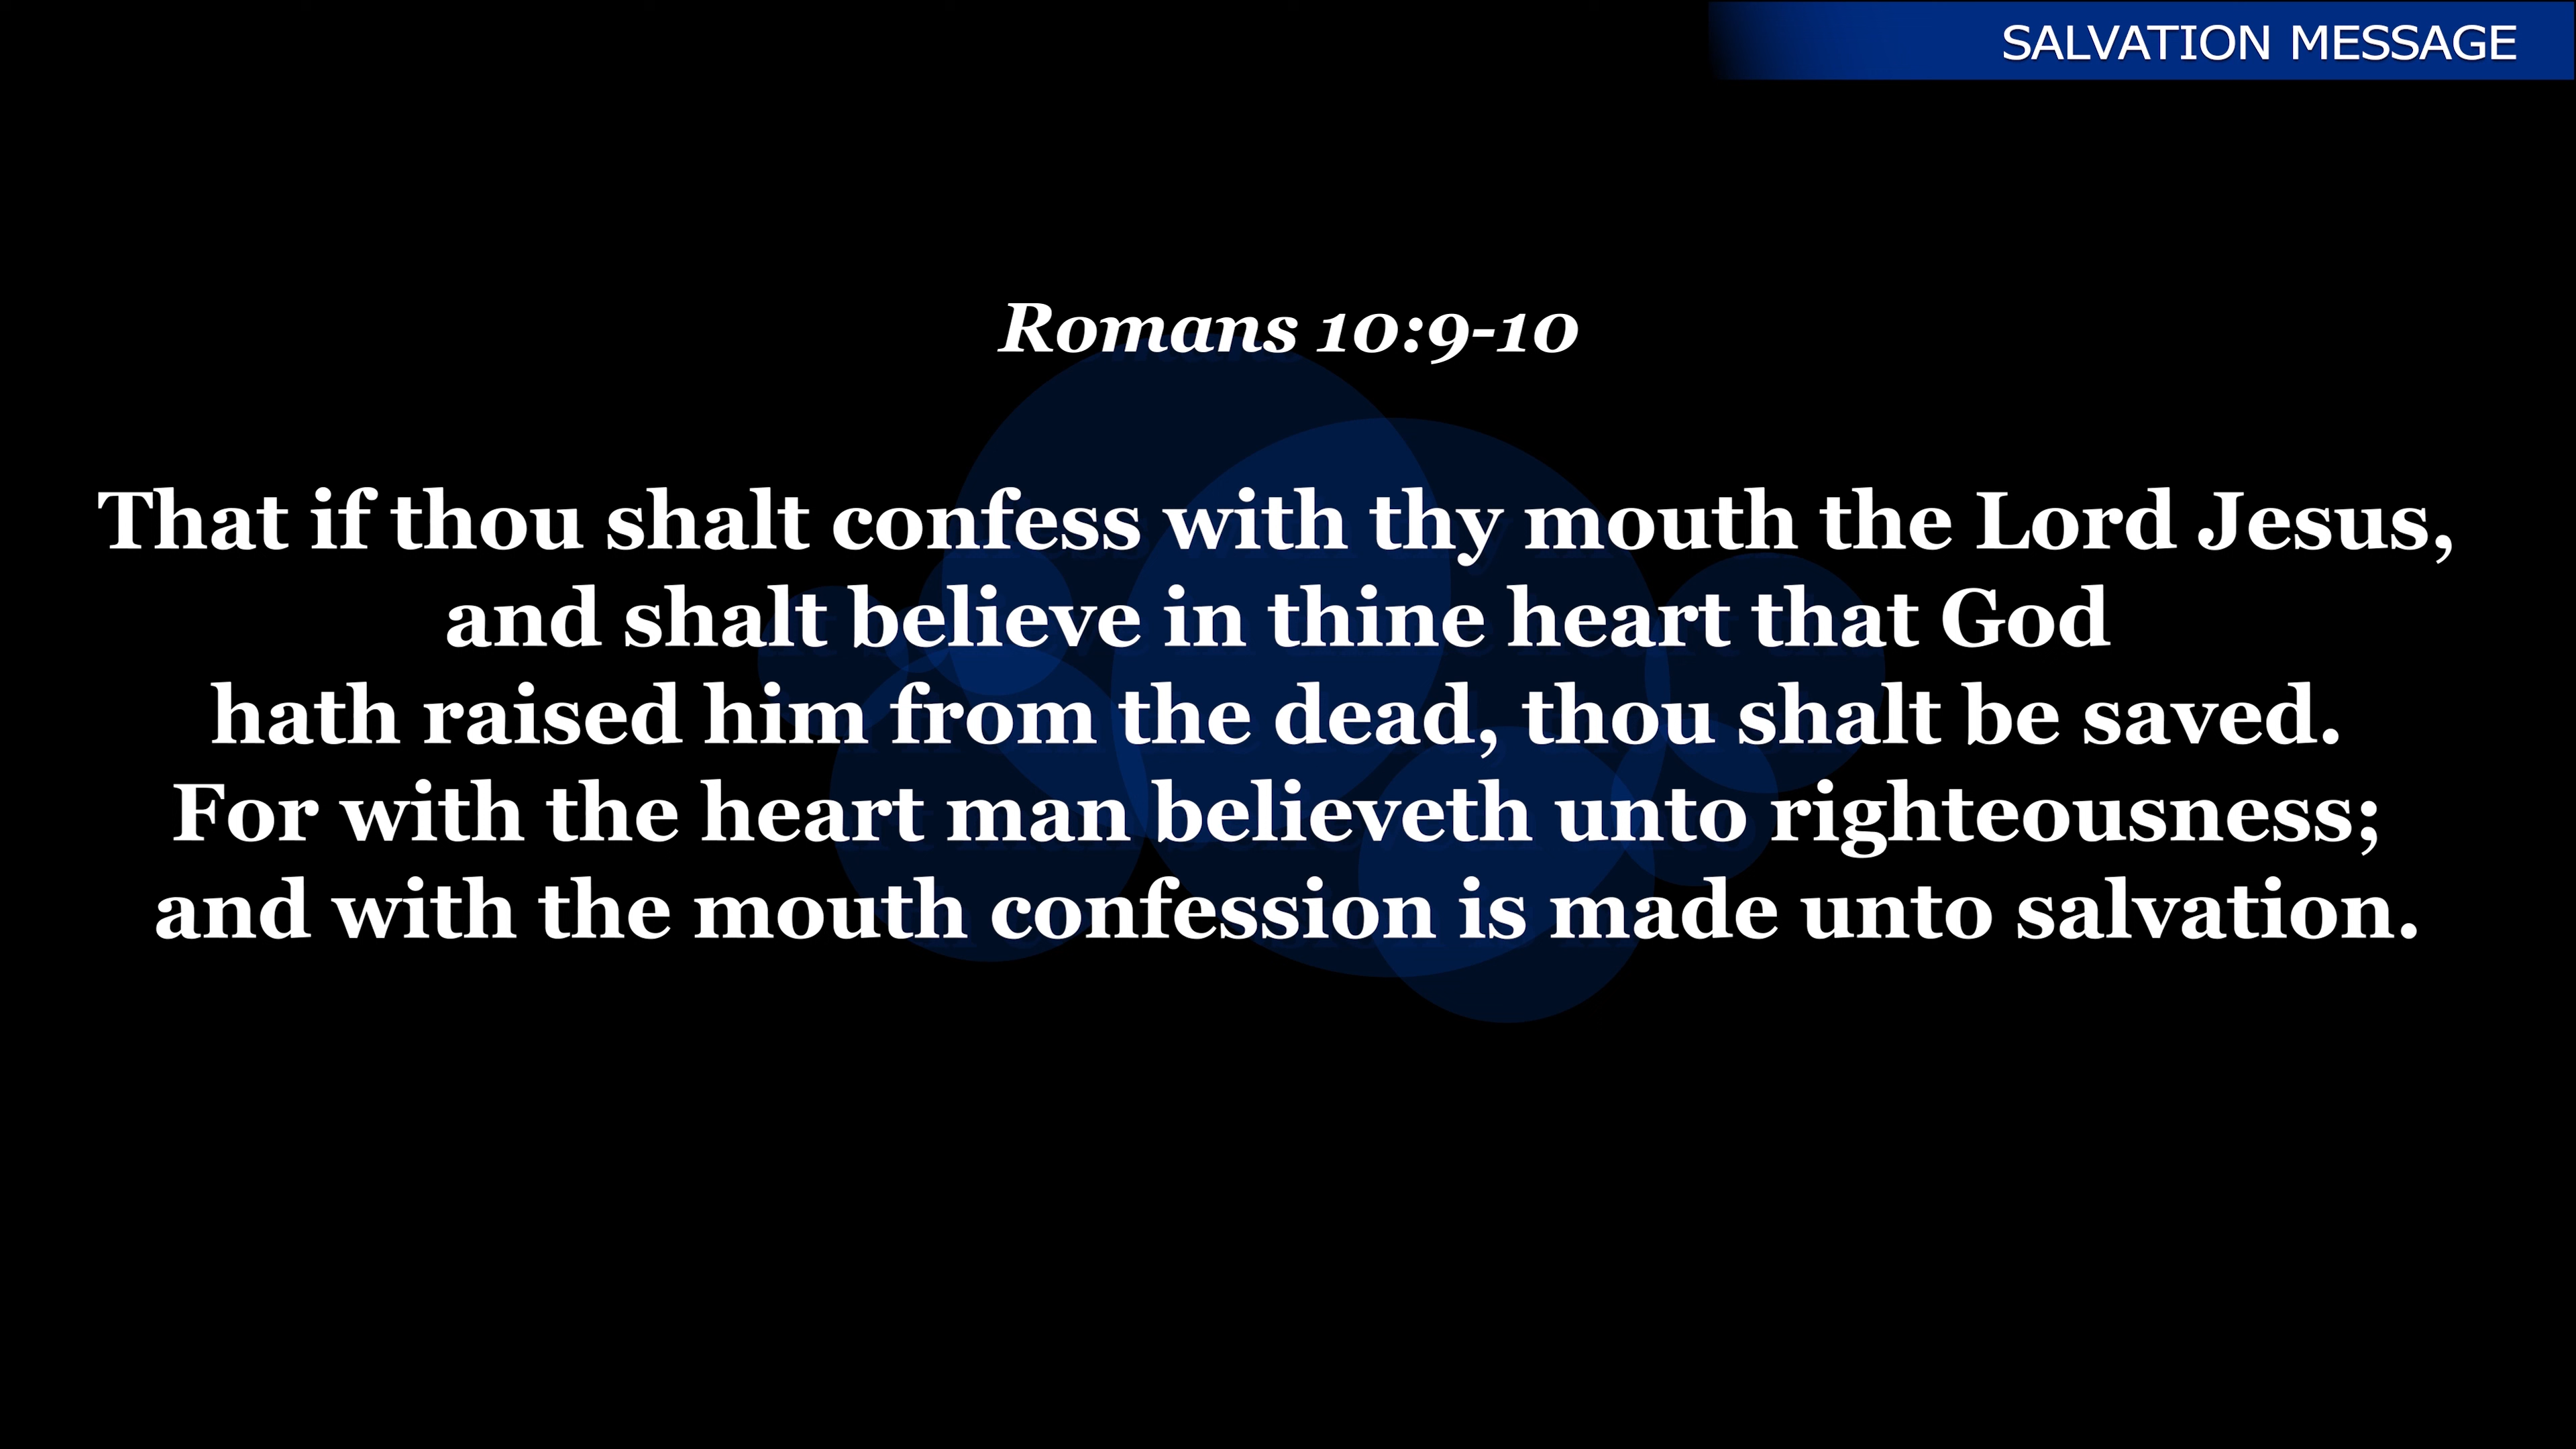 SALVATION MESSAGE
Romans 10:9-10
That if thou shalt confess with thy mouth the Lord Jesus,
and shalt believe in thine heart that God
hath raised him from the dead, thou shalt be saved.
For with the heart man believeth unto righteousness;
and with the mouth confession is made unto salvation.